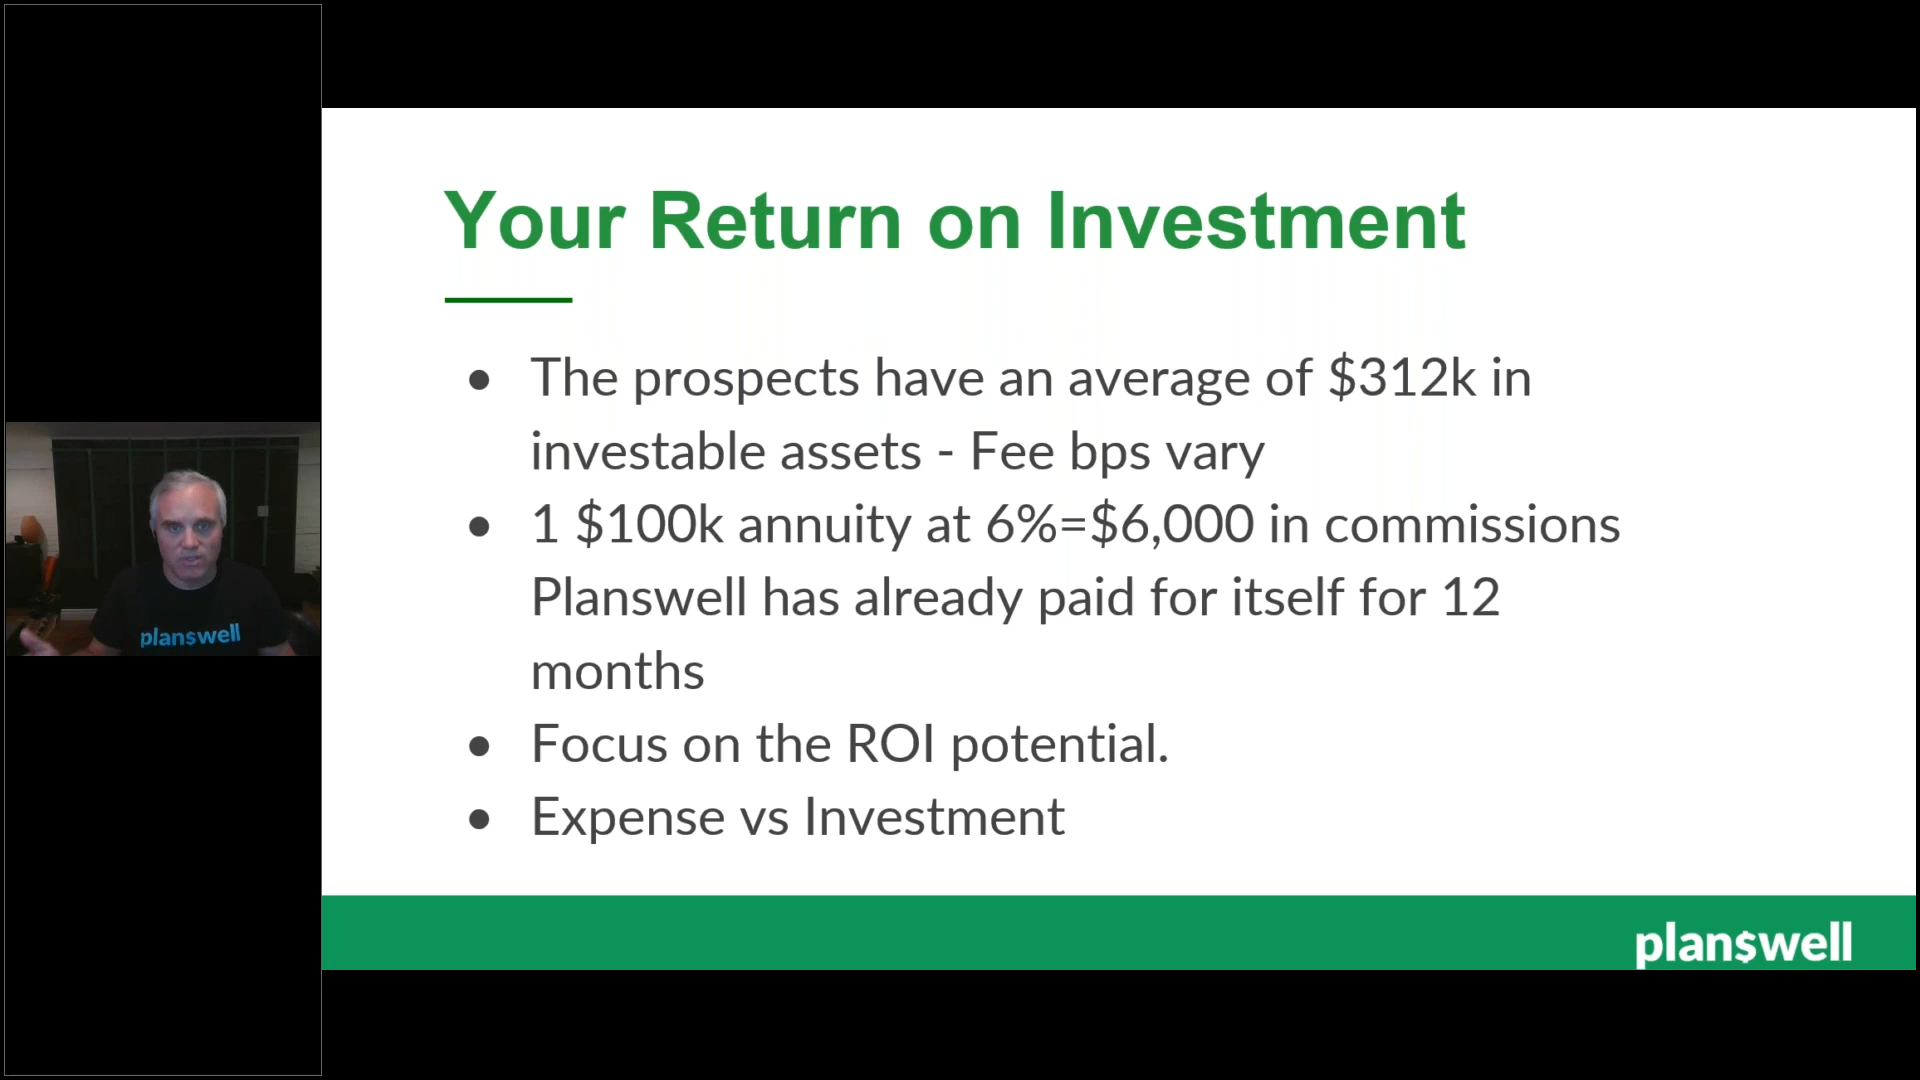 Your Return on Investment
● The prospects have an average of $312k in
investable assets - Fee bps vary
● 1 $100k annuity at 6%=$6,000 in commissions
Planswell has already paid for itself for 12
months
● Focus on the ROI potential.
● Expense vs Investment
planswell
plan$well